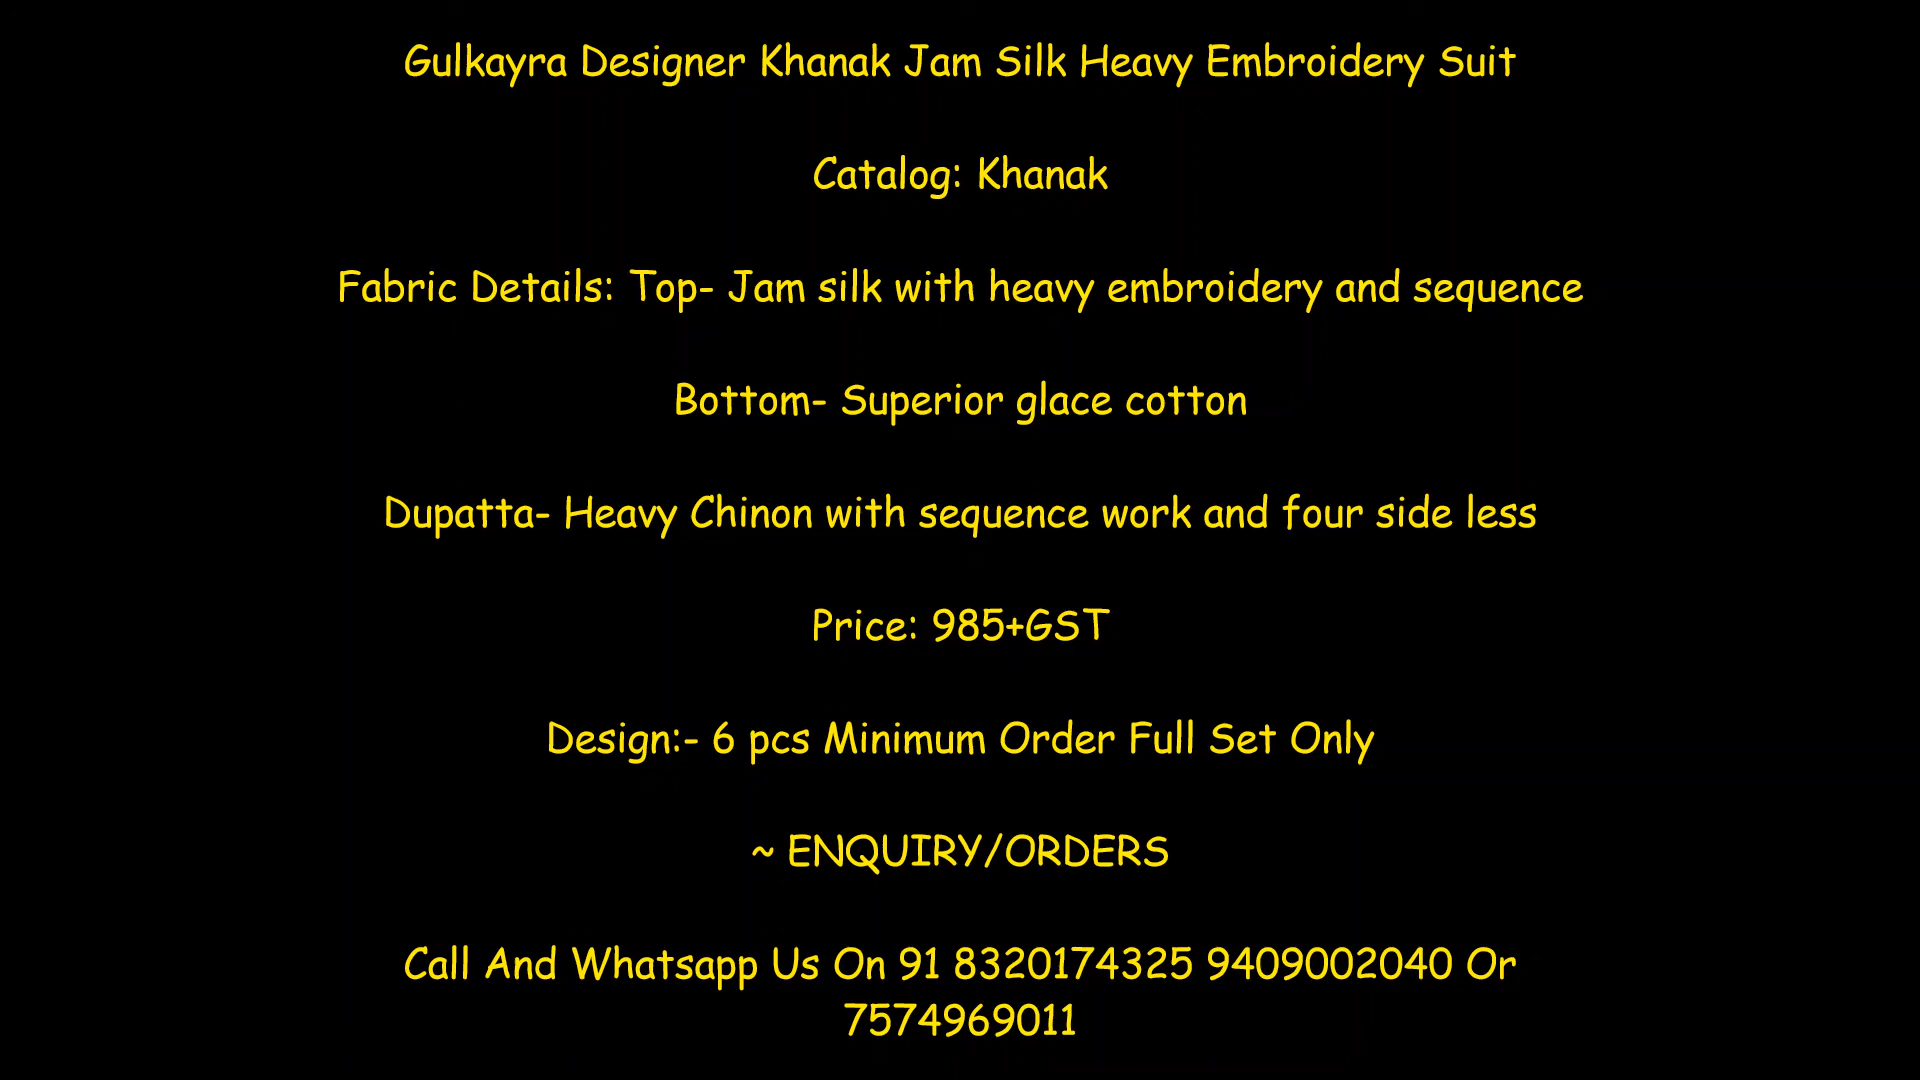 Gulkayra Designer Khanak Jam Silk Heavy Embroidery Suit
Catalog: Khanak
Fabric Details: Top- Jam silk with heavy embroidery and sequence
Bottom- Superior glace cotton
Dupatta- Heavy Chinon with sequence work and four side less
Price: 985+GST
Design:- 6 pcs Minimum Order Full Set Only
~ ENQUIRY/ORDERS
Call And Whatsapp Us On 91 8320174325 9409002040 Or
7574969011